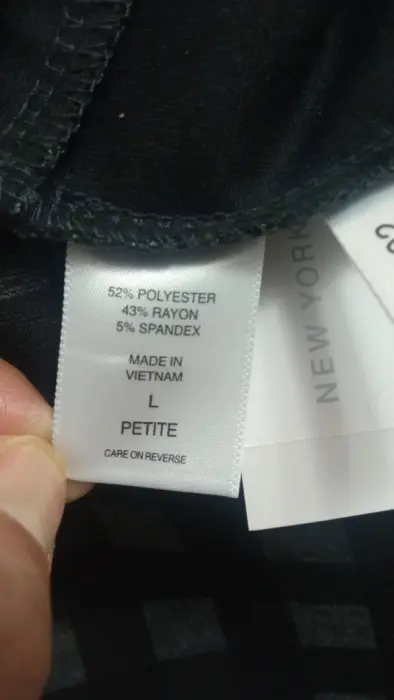 52% POLYESTER
43% RAYON
5% SPANDEX
MADE IN
VIETNAM
L
PETITE
CARE ON REVERSE
NEW YORK